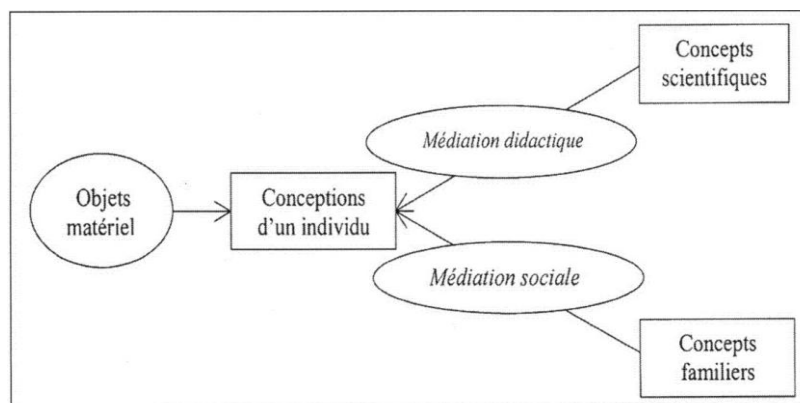 Concepts
scientifiques
Médiation didactique
Objets
matériel
Conceptions
d'un individu
Médiation sociale
Concepts
familiers